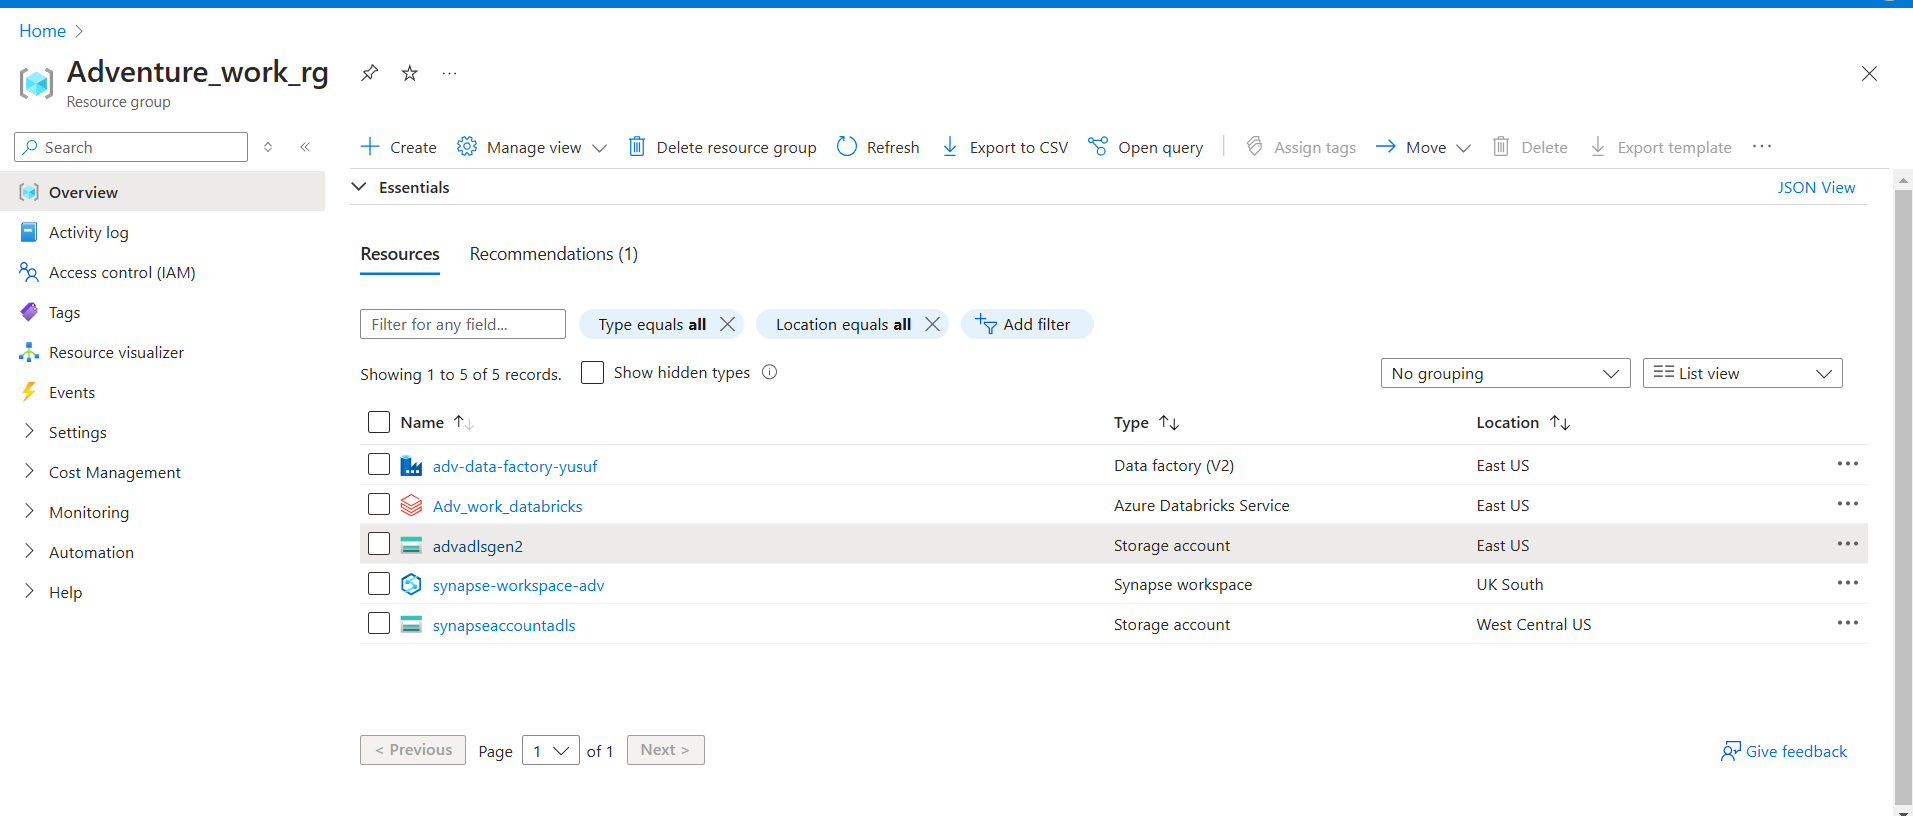 Home
Adventure_work_rg
Resource group
Search
Create Manage view Delete resource group Refresh Export to CSV Open query Assign tags Move Delete Export template
Overview
Activity log
Access control (IAM)
Tags
Resource visualizer
Events
Settings
Cost Management
Monitoring
Automation
Help
Essentials JSON View
Resources Recommendations (1)
Filter for any field... Type equals all Location equals all Add filter
Showing 1 to 5 of 5 records. Show hidden types No grouping List view
Name Type Location
adv-data-factory-yusuf Data factory (V2) East US
Adv_work_databricks Azure Databricks Service East US
advadlsgen2 Storage account East US
synapse-workspace-adv Synapse workspace UK South
synapseaccountadls Storage account West Central US
< Previous Page 1 of 1 Next > Give feedback